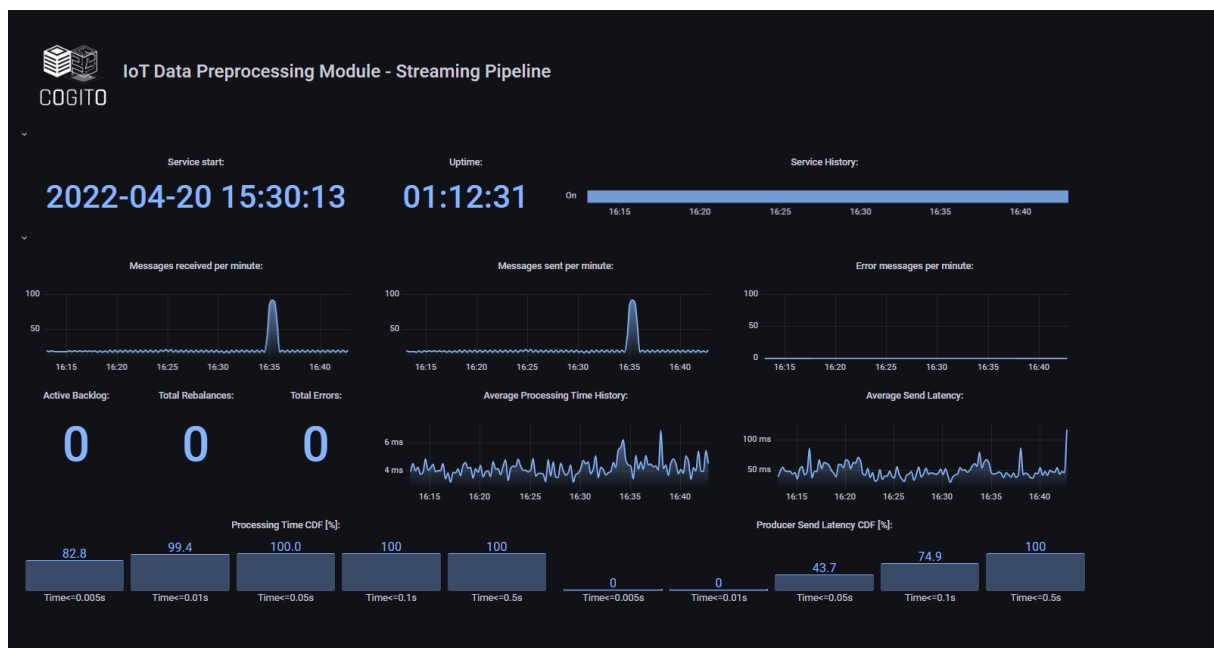 IoT Data Preprocessing Module - Streaming Pipeline
COGITO
Service start:
Uptime:
Service History:
2022-04-20 15:30:13
01:12:31
On
16:15 16:20 16:25 16:30 16:35 16:40
Messages received per minute:
Messages sent per minute:
Error messages per minute:
100
50
16:15 16:20 16:25 16:30 16:35 16:40
100
50
16:15 16:20 16:25 16:30 16:35 16:40
100
50
0
16:15 16:20 16:25 16:30 16:35 16:40
Active Backlog:
Total Rebalances:
Total Errors:
0
0
0
Average Processing Time History:
6 ms
4 ms
16:15 16:20 16:25 16:30 16:35 16:40
Average Send Latency:
100 ms
50 ms
16:15 16:20 16:25 16:30 16:35 16:40
Processing Time CDF [%]:
82.8 99.4 100.0 100 100
Time<=0.005s Time<=0.01s Time<=0.05s Time<=0.1s Time<=0.5s
Producer Send Latency CDF [%]:
0 0 43.7 74.9 100
Time<=0.005s Time<=0.01s Time<=0.05s Time<=0.1s Time<=0.5s